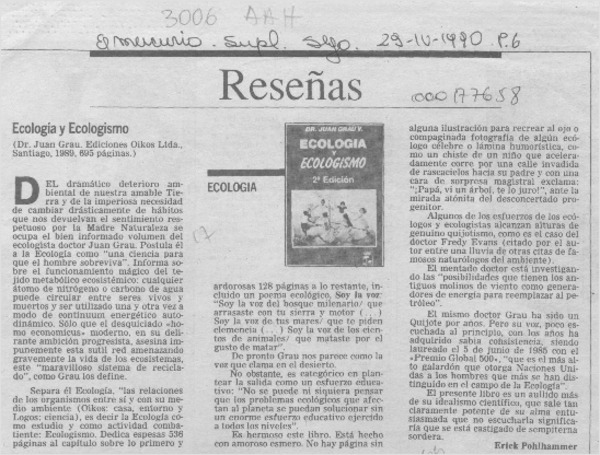 3006 AAH
El mercurio. Supl. Stgo. 29-IV-1990 P.6
Reseñas
000177658
Ecología y Ecologismo
(Dr. Juan Grau. Ediciones Oikos Ltda.,
Santiago, 1989, 695 páginas.)
DEL dramático deterioro am-
biental de nuestra amable Tie-
rra y de la imperiosa necesidad
de cambiar drásticamente de hábitos
que nos devuelvan el sentimiento res-
petuoso por la Madre Naturaleza se
ocupa el bien informado volumen del
ecologista doctor Juan Grau. Postula él
a la Ecología como "una ciencia para
que el hombre sobreviva". Informa so-
bre el funcionamiento mágico del te-
jido metabólico ecosistémico: cualquier
átomo de nitrógeno o carbono de agua
puede circular entre seres vivos y
muertos y ser utilizado una y otra vez a
modo de continuum energético auto-
dinámico. Sólo que el desquiciado «ho-
mo economicus» moderno, en su deli-
rante ambición progresista, asesina im-
punemente esta sutil red amenazando
gravemente la vida de los ecosistemas,
este "maravilloso sistema de recicla-
do", como Grau los define.
Separa él Ecología, "las relaciones
de los organismos entre sí y con su me-
dio ambiente (Oikos: casa, entorno y
Logos: ciencia), es decir la Ecología co-
mo estudio y como actividad comba-
tiente: Ecologismo. Dedica espesas 536
páginas al capítulo sobre lo primero y
ECOLOGIA
DR. JUAN GRAU V.
ECOLOGIA
y
ECOLOGISMO
2ª Edición
17
ardorosas 128 páginas a lo restante, in-
cluido un poema ecológico. Soy la voz:
"Soy la voz del bosque milenario/ que
arrasaste con tu sierra y motor (...)
Soy la voz de tus mares/ que te piden
clemencia (...) Soy la voz de los cien-
tos de animales/ que mataste por el
gusto de matar".
De pronto Grau nos parece como la
voz que clama en el desierto.
No obstante, es categórico en plan-
tear la salida como un esfuerzo educa-
tivo: "No se puede ni siquiera pensar
que los problemas ecológicos que afec-
tan al planeta se puedan solucionar sin
un enorme esfuerzo educativo ejercido
a todos los niveles".
Es hermoso este libro. Está hecho
con amoroso esmero. No hay página sin
alguna ilustración para recrear al ojo o
compaginada fotografía de algún ecó-
logo célebre o lámina humorística, co-
mo un chiste de un niño que aceleran-
damente corre por una calle invadida
de rascacielos hacia su padre y con una
cara de sorpresa magistral exclama:
"¡Papá, vi un árbol, te lo juro!", ante la
mirada atómita del desconcertado pro-
genitor.
Algunos de los esfuerzos de los ecó-
logos y ecologistas alcanzan alturas de
genuino quijotismo, como es el caso del
doctor Fredy Evans (citado por el au-
tor entre una lluvia de otras citas de fa-
mosos naturólogos del ambiente).
El mentado doctor está investigan-
do las "posibilidades que tienen los an-
tiguos molinos de viento como genera-
dores de energía para reemplazar al pe-
tróleo".
El mismo doctor Grau ha sido un
Quijote por años. Pero su voz, poco es-
cuchada al principio, con los años ha
adquirido sabia consistencia, siendo
laureado el 5 de junio de 1985 con el
«Premio Global 500», "que es el más al-
to galardón que otorga Naciones Uni-
das a los hombres que más se han dis-
tinguido en el campo de la Ecología".
El presente libro es un aullido más
de su idealismo científico, que sale tan
claramente potente de su alma entu-
siasmada que no escucharla significa-
ría que se está castigado de sempiterna
sordera.
Erick Pohlhammer